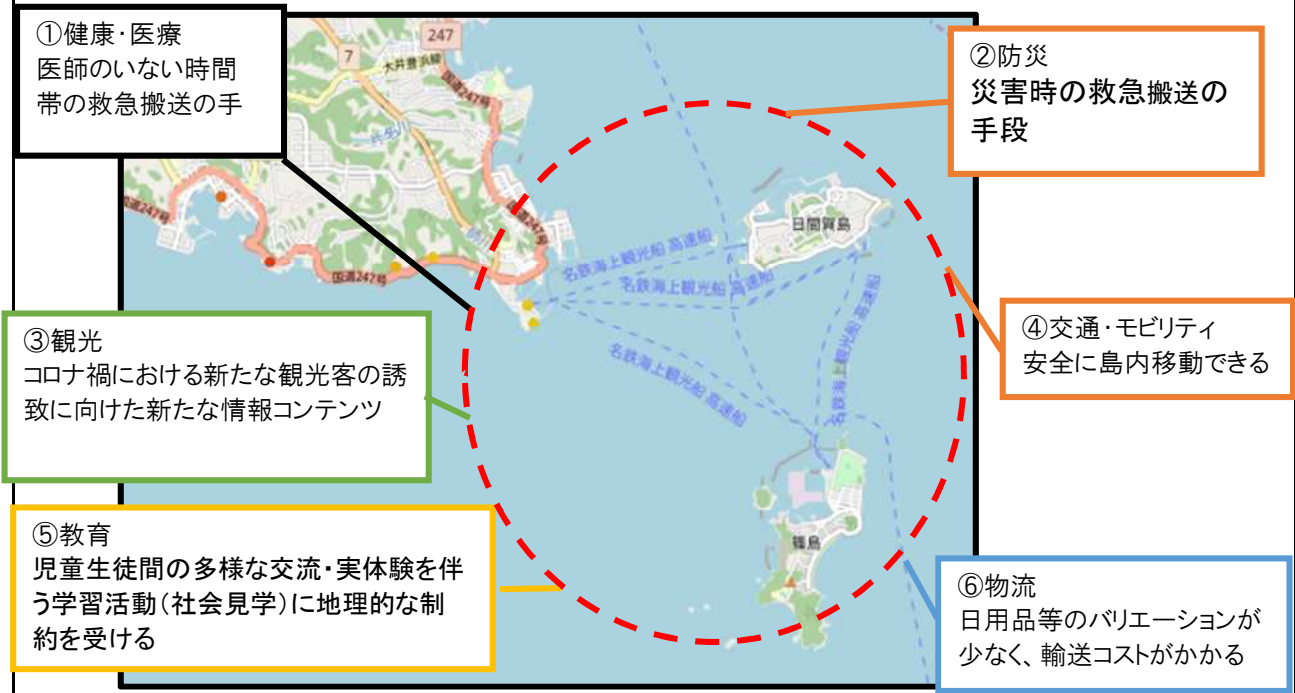 ①健康・医療
医師のいない時間
帯の救急搬送の手
②防災
災害時の救急搬送の
手段
③観光
コロナ禍における新たな観光客の誘
致に向けた新たな情報コンテンツ
④交通・モビリティ
安全に島内移動できる
⑤教育
児童生徒間の多様な交流・実体験を伴
う学習活動(社会見学)に地理的な制
約を受ける
⑥物流
日用品等のバリエーションが
少なく、輸送コストがかかる
247
7
大井豊浜線
国道247号
国道247号
国道247号
国道247号
日間賀島
名鉄海上観光船 高速船
名鉄海上観光船 高速船
名鉄海上観光船 高速船
名鉄海上観光船 高速船
篠島